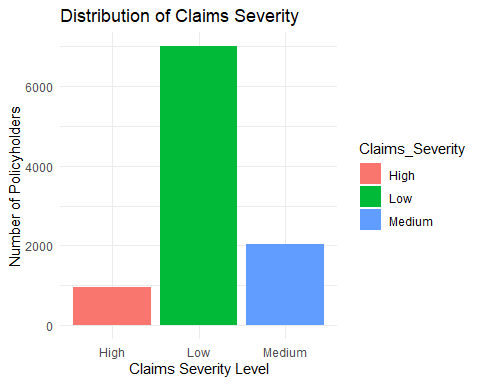 Distribution of Claims Severity
Number of Policyholders
6000
4000
2000
0
High
Low
Medium
Claims Severity Level
Claims_Severity
High
Low
Medium